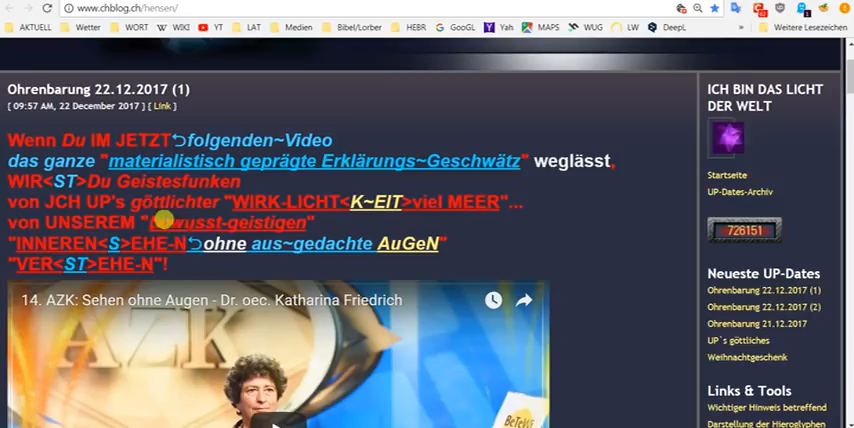 www.chblog.ch/hensen/
AKTUELL
Wunder
WORT
WIKI
YT
LAT
Medien
Bibel/Lorber
HEBR
GooGL
Yah
MAPS
WUG
LW
DeepL
»
Weitere Lesezeichen
Ohrenbarung 22.12.2017 (1)
[ 09:57 AM, 22 December 2017 ] [ Link ]
Wenn Du IM JETZT⮌folgenden~Video
das ganze "materialistisch geprägte Erklärungs~Geschwätz" weglässt,
WIR<ST>Du Geistesfunken
von JCH UP's göttlichter "WIRK-LICHT<K~EIT>viel MEER"...
von UNSEREM "bewusst-geistigen"
"INNEREN<S>EHE-N⮌ohne aus~gedachte AuGeN"
"VER<ST>EHE-N"!
14. AZK: Sehen ohne Augen - Dr. oec. Katharina Friedrich
AZK
BeTeWe
ICH BIN DAS LICHT
DER WELT
Startseite
UP-Dates-Archiv
726151
Neueste UP-Dates
Ohrenbarung 22.12.2017 (1)
Ohrenbarung 22.12.2017 (2)
Ohrenbarung 21.12.2017
UP`s göttliches
Weihnachtgeschenk
Links & Tools
Wichtiger Hinweis betreffend
Darstellung der Hieroglyphen